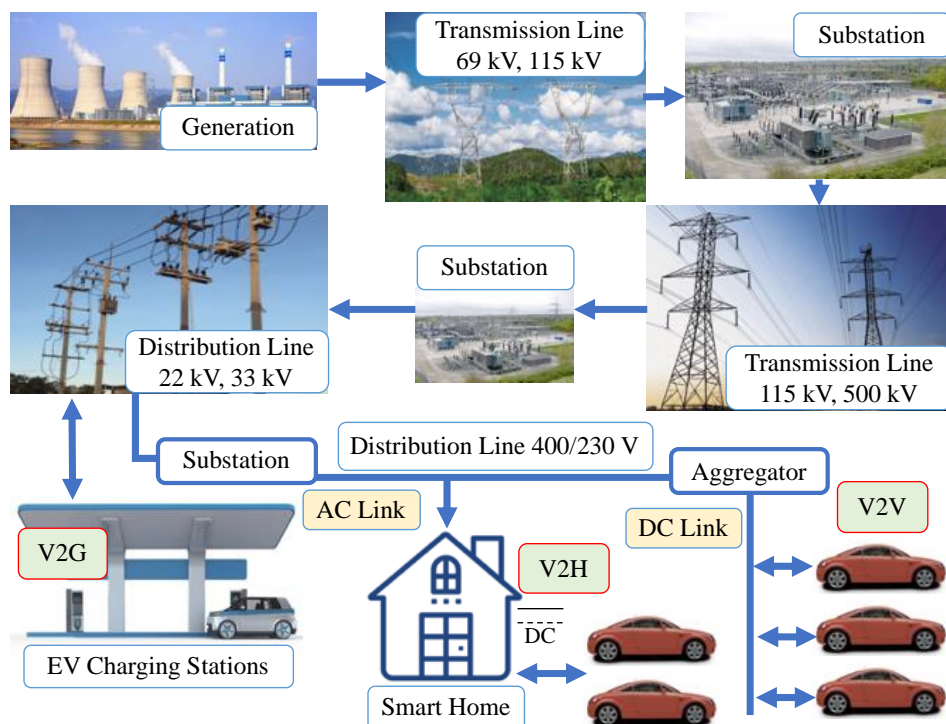 Generation
Transmission Line
69 kV, 115 kV
Substation
Transmission Line
115 kV, 500 kV
Substation
Distribution Line
22 kV, 33 kV
Substation
Distribution Line 400/230 V
Aggregator
AC Link
DC Link
V2V
V2G
V2H
DC
EV Charging Stations
Smart Home